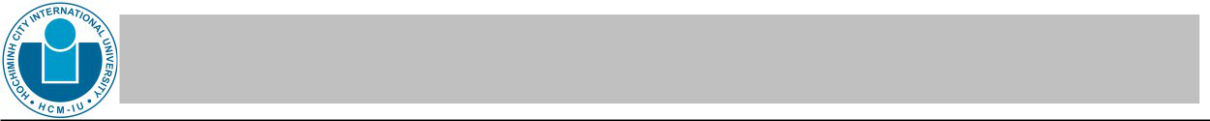 HOCHIMINH CITY INTERNATIONAL UNIVERSITY
HCM-IU